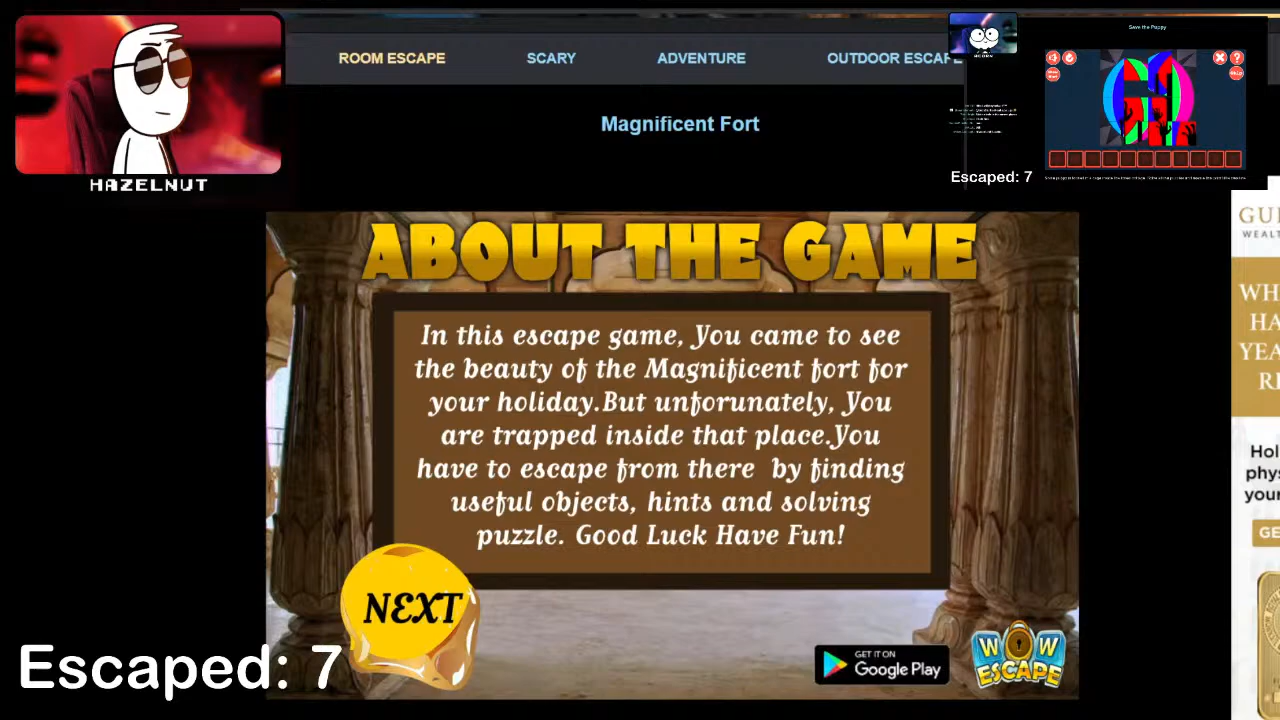 ROOM ESCAPE
SCARY
ADVENTURE
OUTDOOR ESCAPE
Magnificent Fort
HAZELNUT
Save the Puppy
Escaped: 7
ABOUT THE GAME
In this escape game, You came to see
the beauty of the Magnificent fort for
your holiday.But unforunately, You
are trapped inside that place.You
have to escape from there by finding
useful objects, hints and solving
puzzle. Good Luck Have Fun!
NEXT
GET IT ON
Google Play
WOW
ESCAPE
Escaped: 7